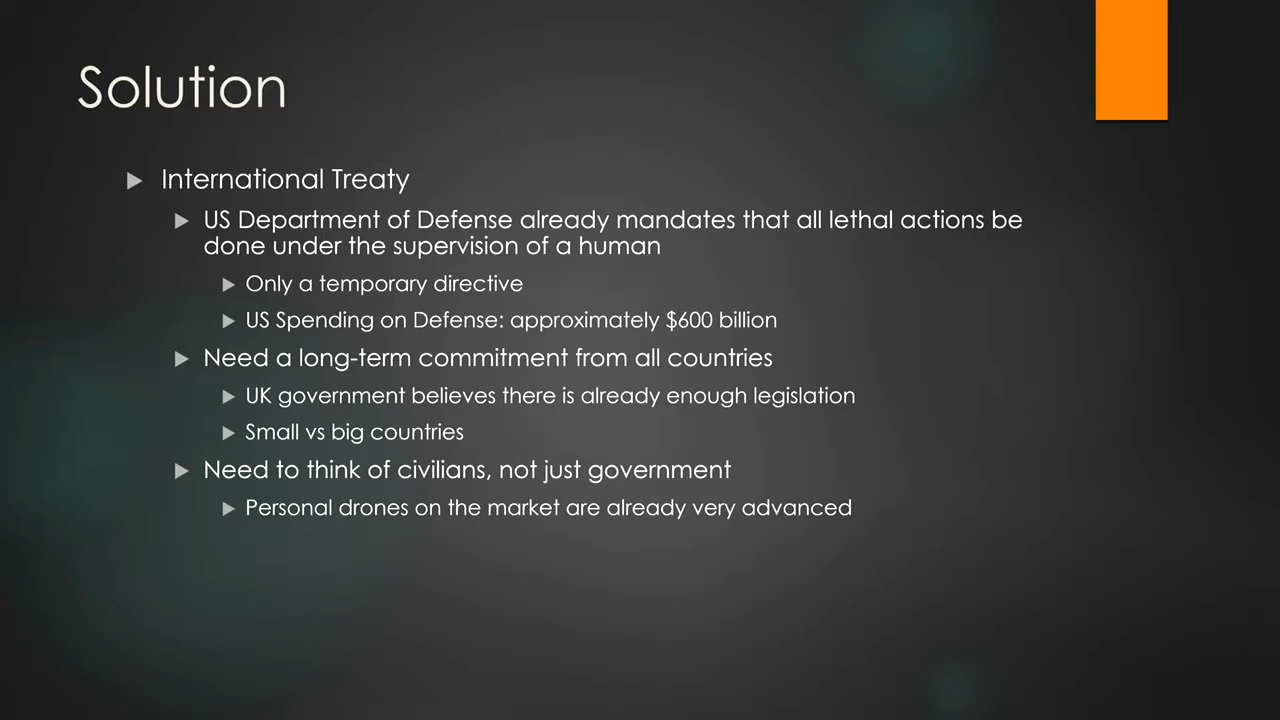 Solution
International Treaty
US Department of Defense already mandates that all lethal actions be
done under the supervision of a human
Only a temporary directive
US Spending on Defense: approximately $600 billion
Need a long-term commitment from all countries
UK government believes there is already enough legislation
Small vs big countries
Need to think of civilians, not just government
Personal drones on the market are already very advanced